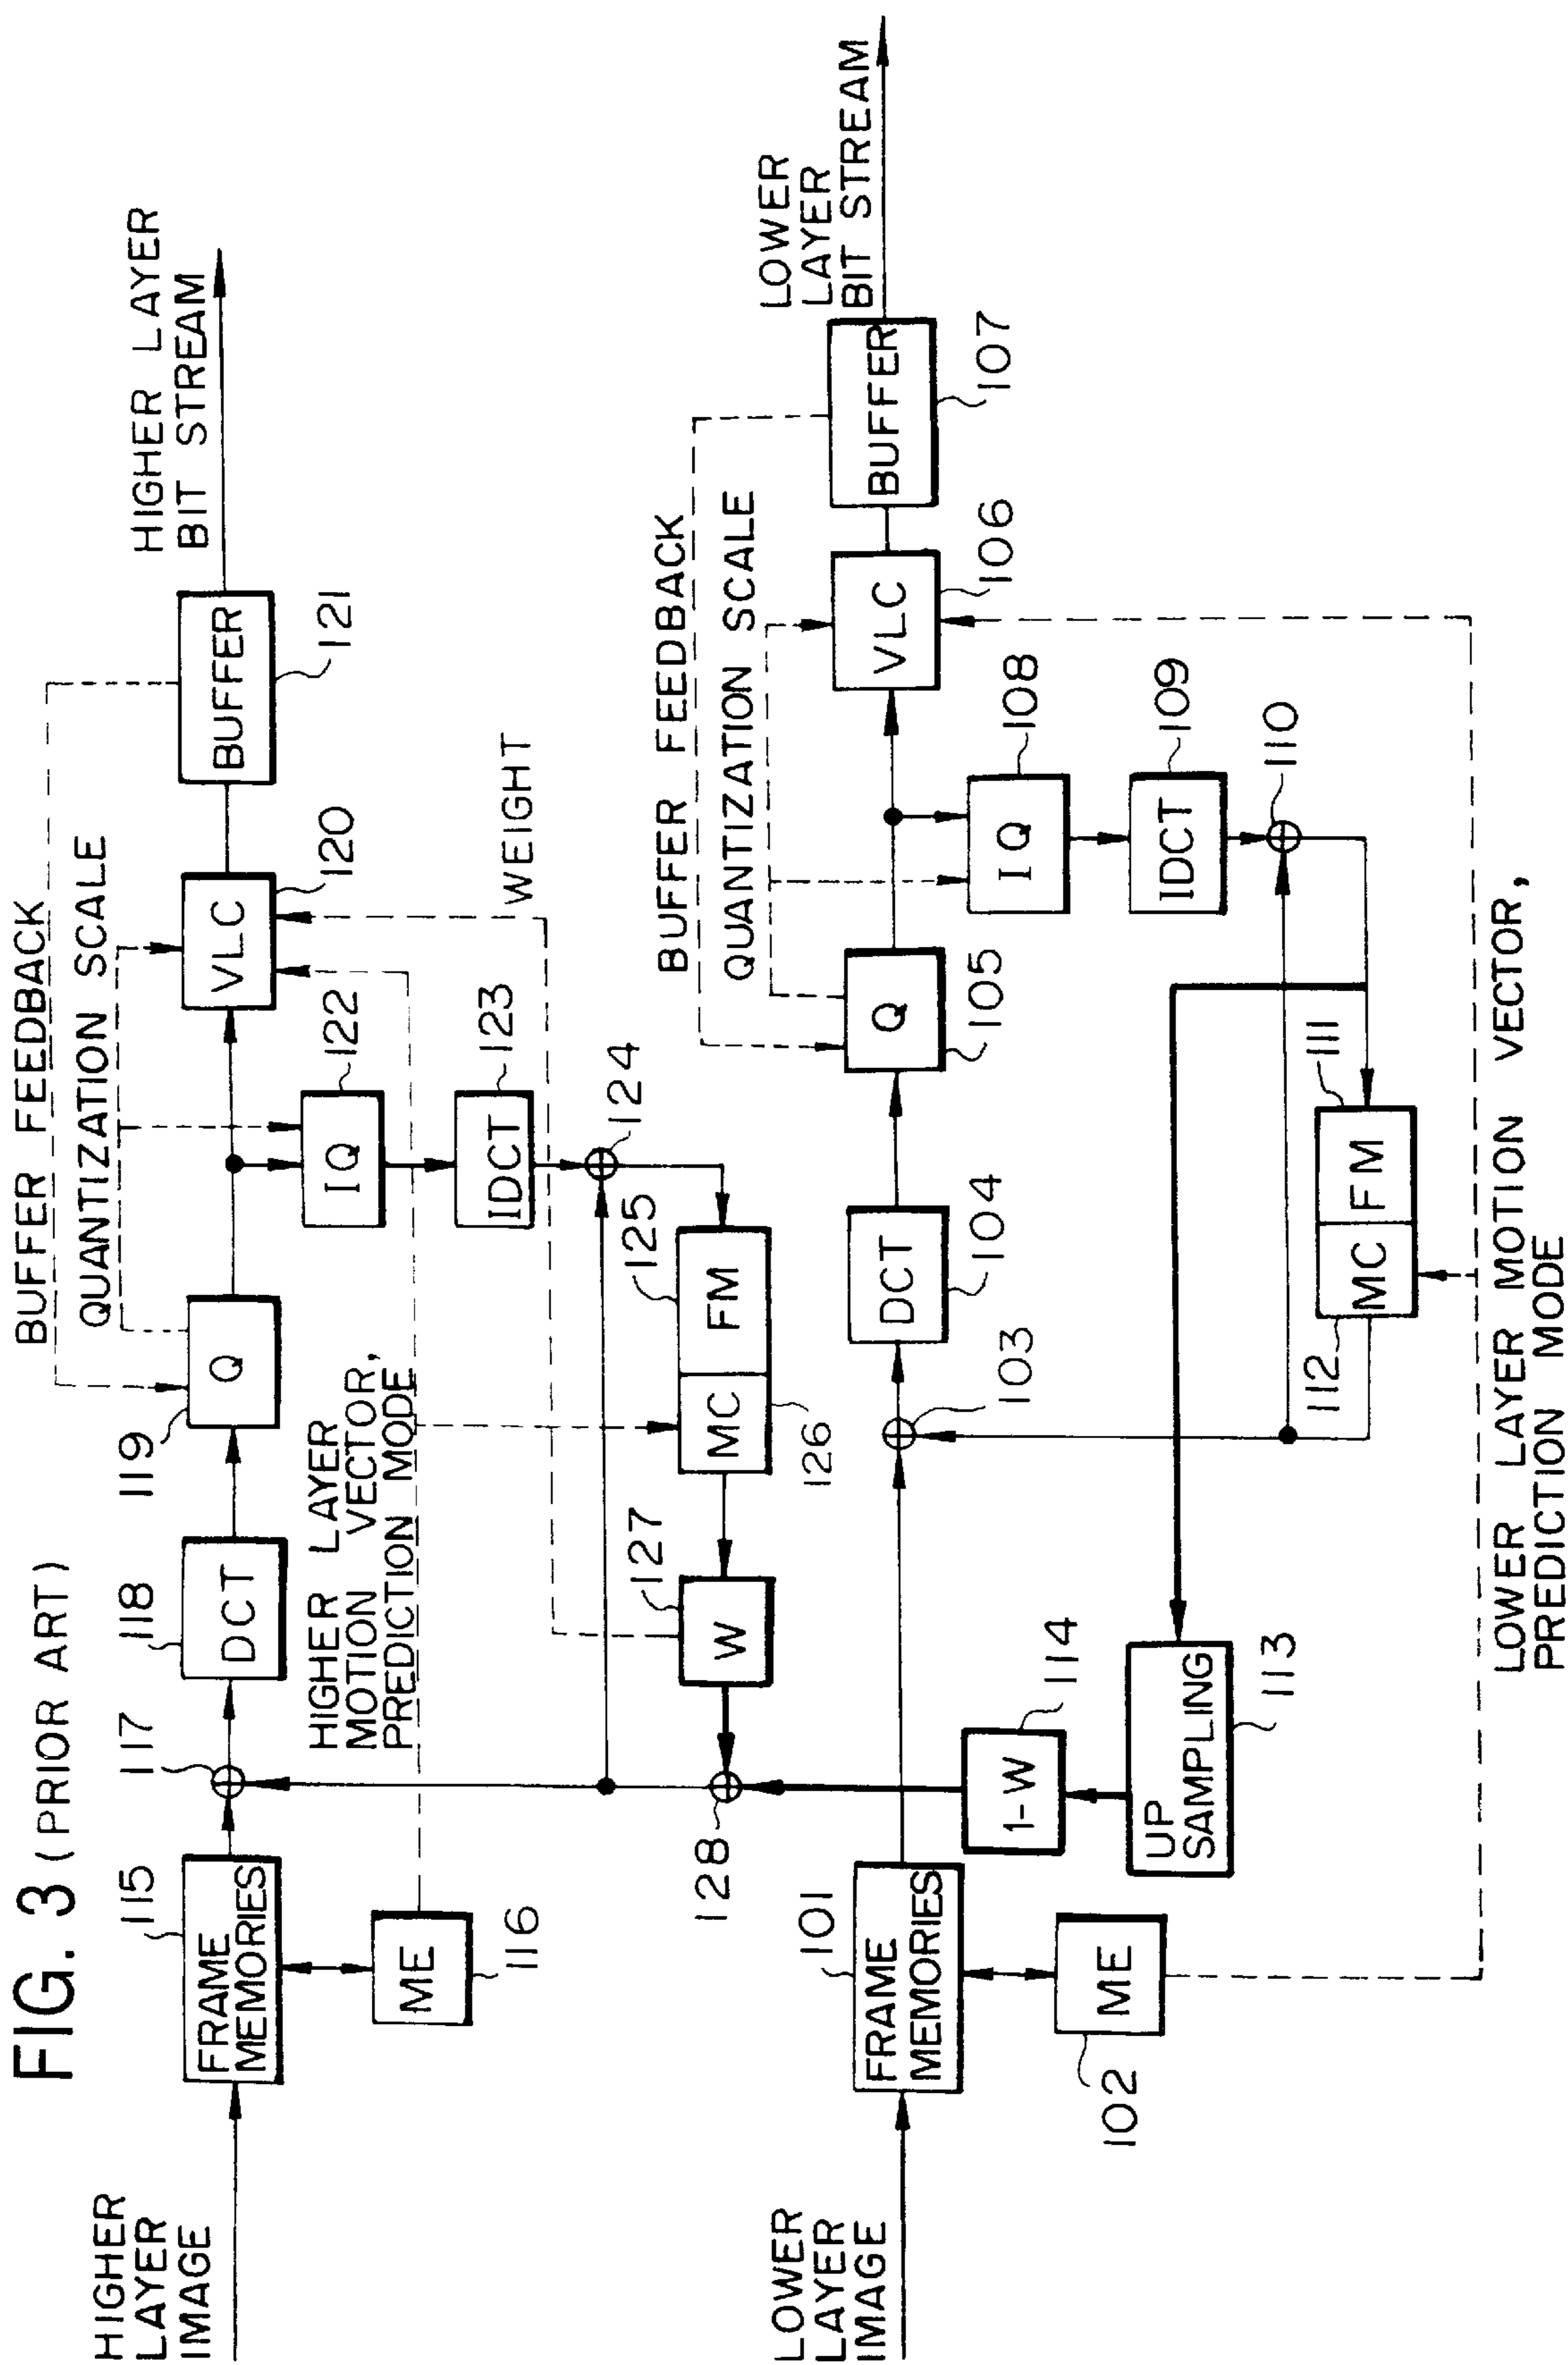 FIG. 3 (PRIOR ART)
HIGHER
LAYER
IMAGE
FRAME
MEMORIES
115
ME
116
117
DCT
118
Q
119
BUFFER FEEDBACK
QUANTIZATION SCALE
VLC
120
BUFFER
121
HIGHER LAYER
BIT STREAM
HIGHER LAYER
MOTION VECTOR,
PREDICTION MODE
IQ
122
IDCT
123
124
WEIGHT
FM
125
MC
126
W
127
128
LOWER
LAYER
IMAGE
FRAME
MEMORIES
101
ME
102
103
DCT
104
Q
105
BUFFER FEEDBACK
QUANTIZATION SCALE
VLC
106
BUFFER
107
LOWER
LAYER
BIT STREAM
IQ
108
IDCT
109
110
FM
111
MC
112
1-W
114
UP
SAMPLING
113
LOWER LAYER MOTION VECTOR,
PREDICTION MODE